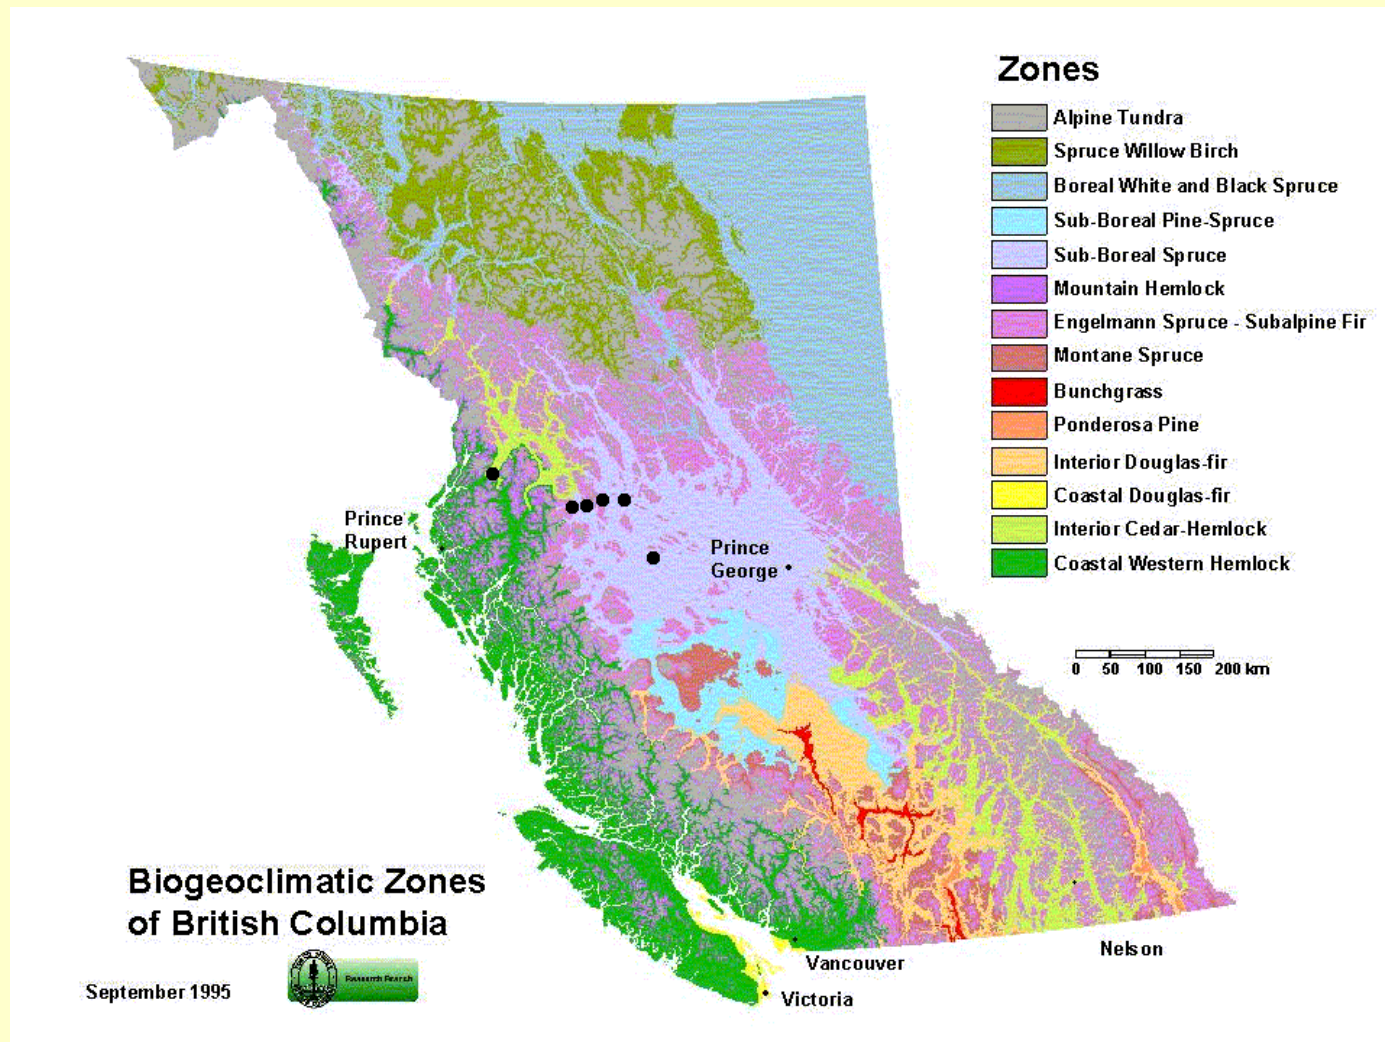 Zones
Alpine Tundra
Spruce Willow Birch
Boreal White and Black Spruce
Sub-Boreal Pine-Spruce
Sub-Boreal Spruce
Mountain Hemlock
Engelmann Spruce - Subalpine Fir
Montane Spruce
Bunchgrass
Ponderosa Pine
Interior Douglas-fir
Coastal Douglas-fir
Interior Cedar-Hemlock
Coastal Western Hemlock
Prince
Rupert
Prince
George
0 50 100 150 200 km
Biogeoclimatic Zones
of British Columbia
Nelson
Vancouver
Victoria
September 1995
Research Branch